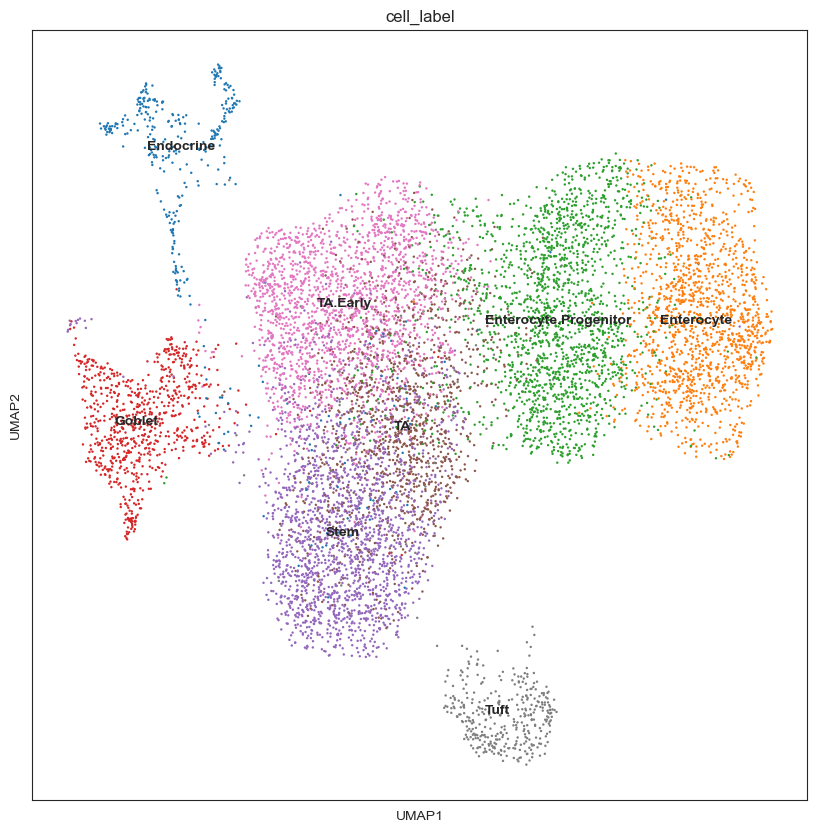 cell_label
Endocrine
TA.Early
Enterocyte.Progenitor
Enterocyte
Goblet
TA
Stem
Tuft
UMAP2
UMAP1